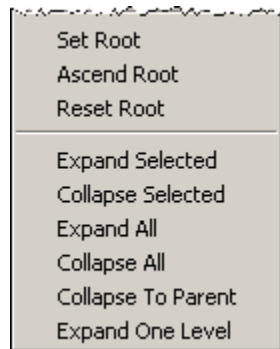 Set Root
Ascend Root
Reset Root
Expand Selected
Collapse Selected
Expand All
Collapse All
Collapse To Parent
Expand One Level